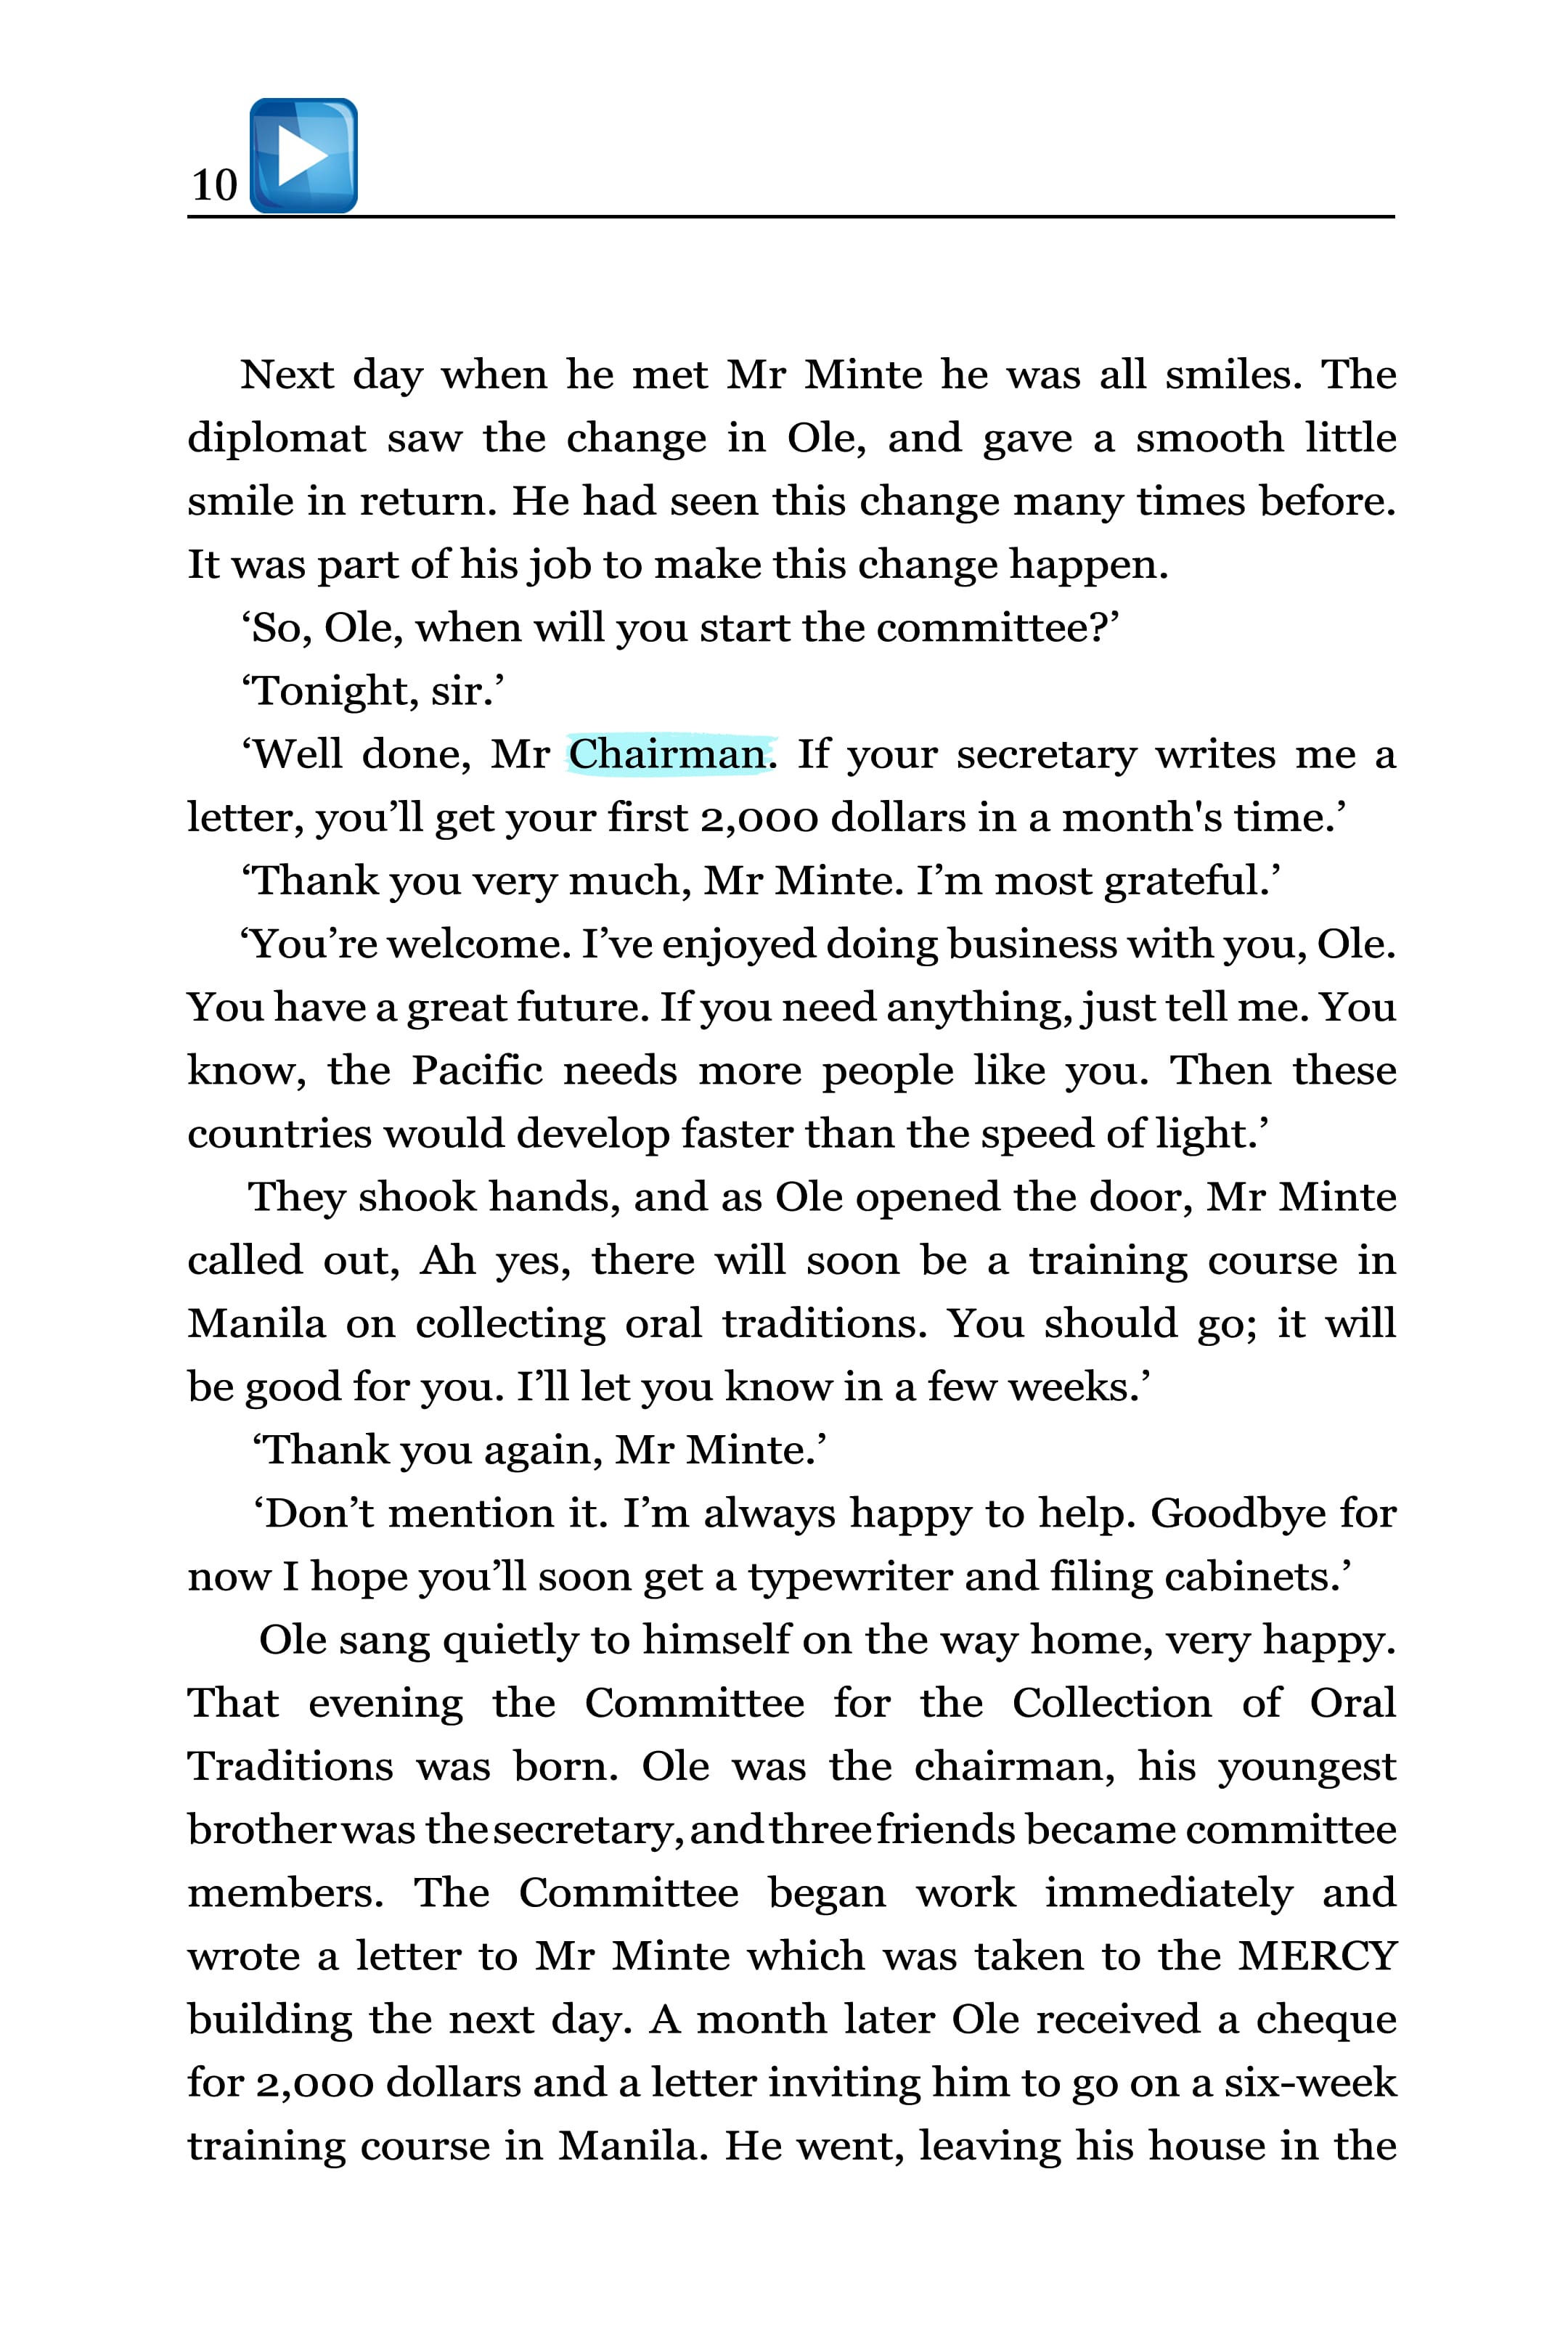 10
Next day when he met Mr Minte he was all smiles. The
diplomat saw the change in Ole, and gave a smooth little
smile in return. He had seen this change many times before.
It was part of his job to make this change happen.
‘So, Ole, when will you start the committee?’
‘Tonight, sir.’
‘Well done, Mr Chairman. If your secretary writes me a
letter, you’ll get your first 2,000 dollars in a month's time.’
‘Thank you very much, Mr Minte. I’m most grateful.’
‘You’re welcome. I’ve enjoyed doing business with you, Ole.
You have a great future. If you need anything, just tell me. You
know, the Pacific needs more people like you. Then these
countries would develop faster than the speed of light.’
They shook hands, and as Ole opened the door, Mr Minte
called out, Ah yes, there will soon be a training course in
Manila on collecting oral traditions. You should go; it will
be good for you. I’ll let you know in a few weeks.’
‘Thank you again, Mr Minte.’
‘Don’t mention it. I’m always happy to help. Goodbye for
now I hope you’ll soon get a typewriter and filing cabinets.’
Ole sang quietly to himself on the way home, very happy.
That evening the Committee for the Collection of Oral
Traditions was born. Ole was the chairman, his youngest
brother was the secretary, and three friends became committee
members. The Committee began work immediately and
wrote a letter to Mr Minte which was taken to the MERCY
building the next day. A month later Ole received a cheque
for 2,000 dollars and a letter inviting him to go on a six-week
training course in Manila. He went, leaving his house in the